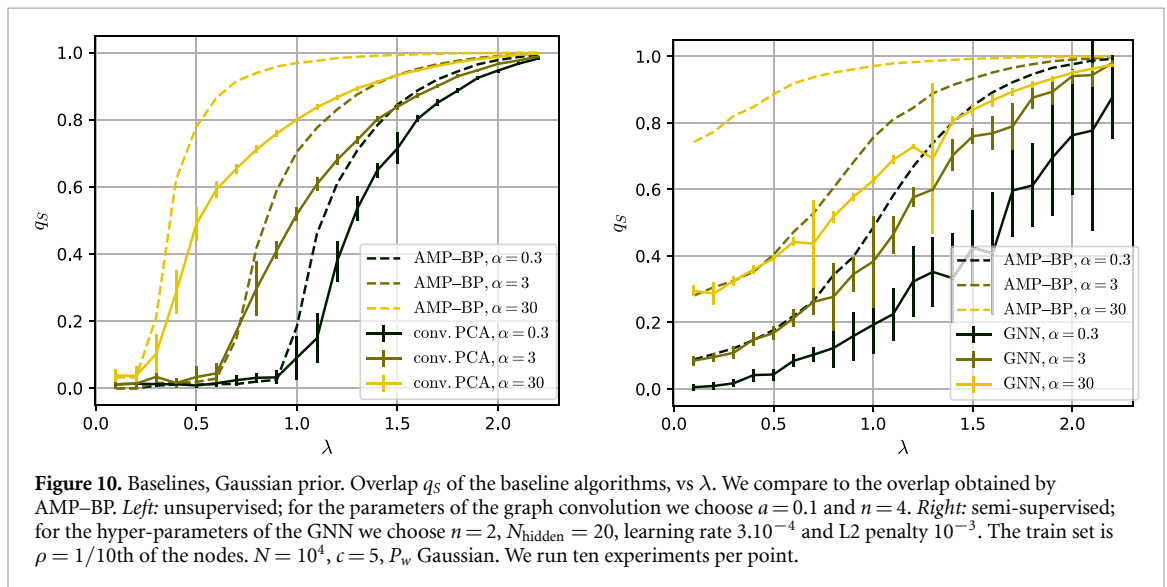 1.0
0.8
0.6
0.4
0.2
0.0
qS
0.0 0.5 1.0 1.5 2.0
λ
AMP–BP, α = 0.3
AMP–BP, α = 3
AMP–BP, α = 30
conv. PCA, α = 0.3
conv. PCA, α = 3
conv. PCA, α = 30
1.0
0.8
0.6
0.4
0.2
0.0
qS
0.0 0.5 1.0 1.5 2.0
λ
AMP–BP, α = 0.3
AMP–BP, α = 3
AMP–BP, α = 30
GNN, α = 0.3
GNN, α = 3
GNN, α = 30
Figure 10. Baselines, Gaussian prior. Overlap qS of the baseline algorithms, vs λ. We compare to the overlap obtained by
AMP–BP. Left: unsupervised; for the parameters of the graph convolution we choose a = 0.1 and n = 4. Right: semi-supervised;
for the hyper-parameters of the GNN we choose n = 2, Nhidden = 20, learning rate 3.10⁻⁴ and L2 penalty 10⁻³. The train set is
ρ = 1/10th of the nodes. N = 10⁴, c = 5, Pw Gaussian. We run ten experiments per point.